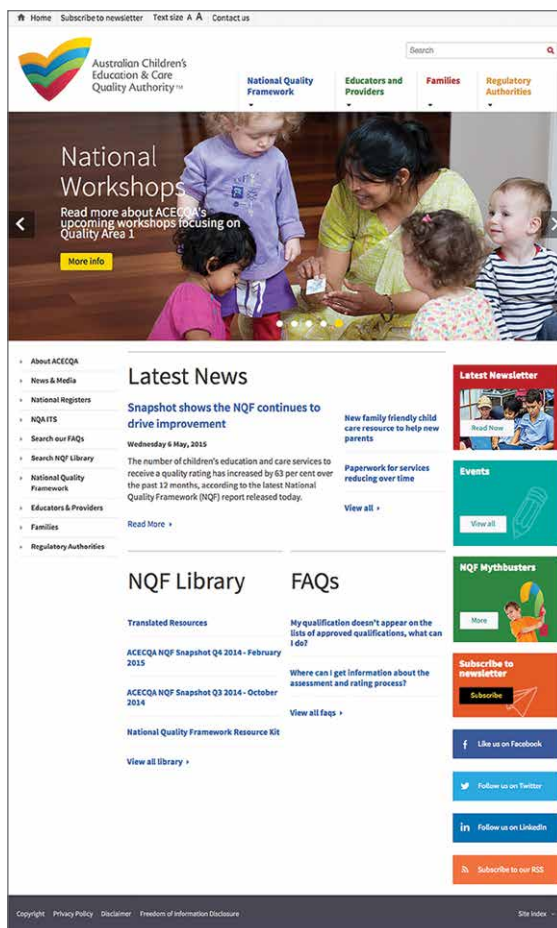 Home Subscribe to newsletter Text size A A Contact us
Search
Australian Children's
Education & Care
Quality Authority™
National Quality
Framework
Educators and
Providers
Families
Regulatory
Authorities
National
Workshops
Read more about ACECQA's
upcoming workshops focusing on
Quality Area 1
More info
About ACECQA
News & Media
National Registers
NQA ITS
Search our FAQs
Search NQF Library
National Quality
Framework
Educators & Providers
Families
Regulatory Authorities
Latest News
Snapshot shows the NQF continues to
drive improvement
Wednesday 6 May, 2015
The number of children's education and care services to
receive a quality rating has increased by 63 per cent over
the past 12 months, according to the latest National
Quality Framework (NQF) report released today.
Read More
New family friendly child
care resource to help new
parents
Paperwork for services
reducing over time
View all
NQF Library
Translated Resources
ACECQA NQF Snapshot Q4 2014 - February
2015
ACECQA NQF Snapshot Q3 2014 - October
2014
National Quality Framework Resource Kit
View all library
FAQs
My qualification doesn't appear on the
lists of approved qualifications, what can
I do?
Where can I get information about the
assessment and rating process?
View all faqs
Latest Newsletter
Read Now
Events
View all
NQF Mythbusters
More
Subscribe to
newsletter
Subscribe
Like us on Facebook
Follow us on Twitter
Follow us on LinkedIn
Subscribe to our RSS
Copyright Privacy Policy Disclaimer Freedom of Information Disclosure
Site index